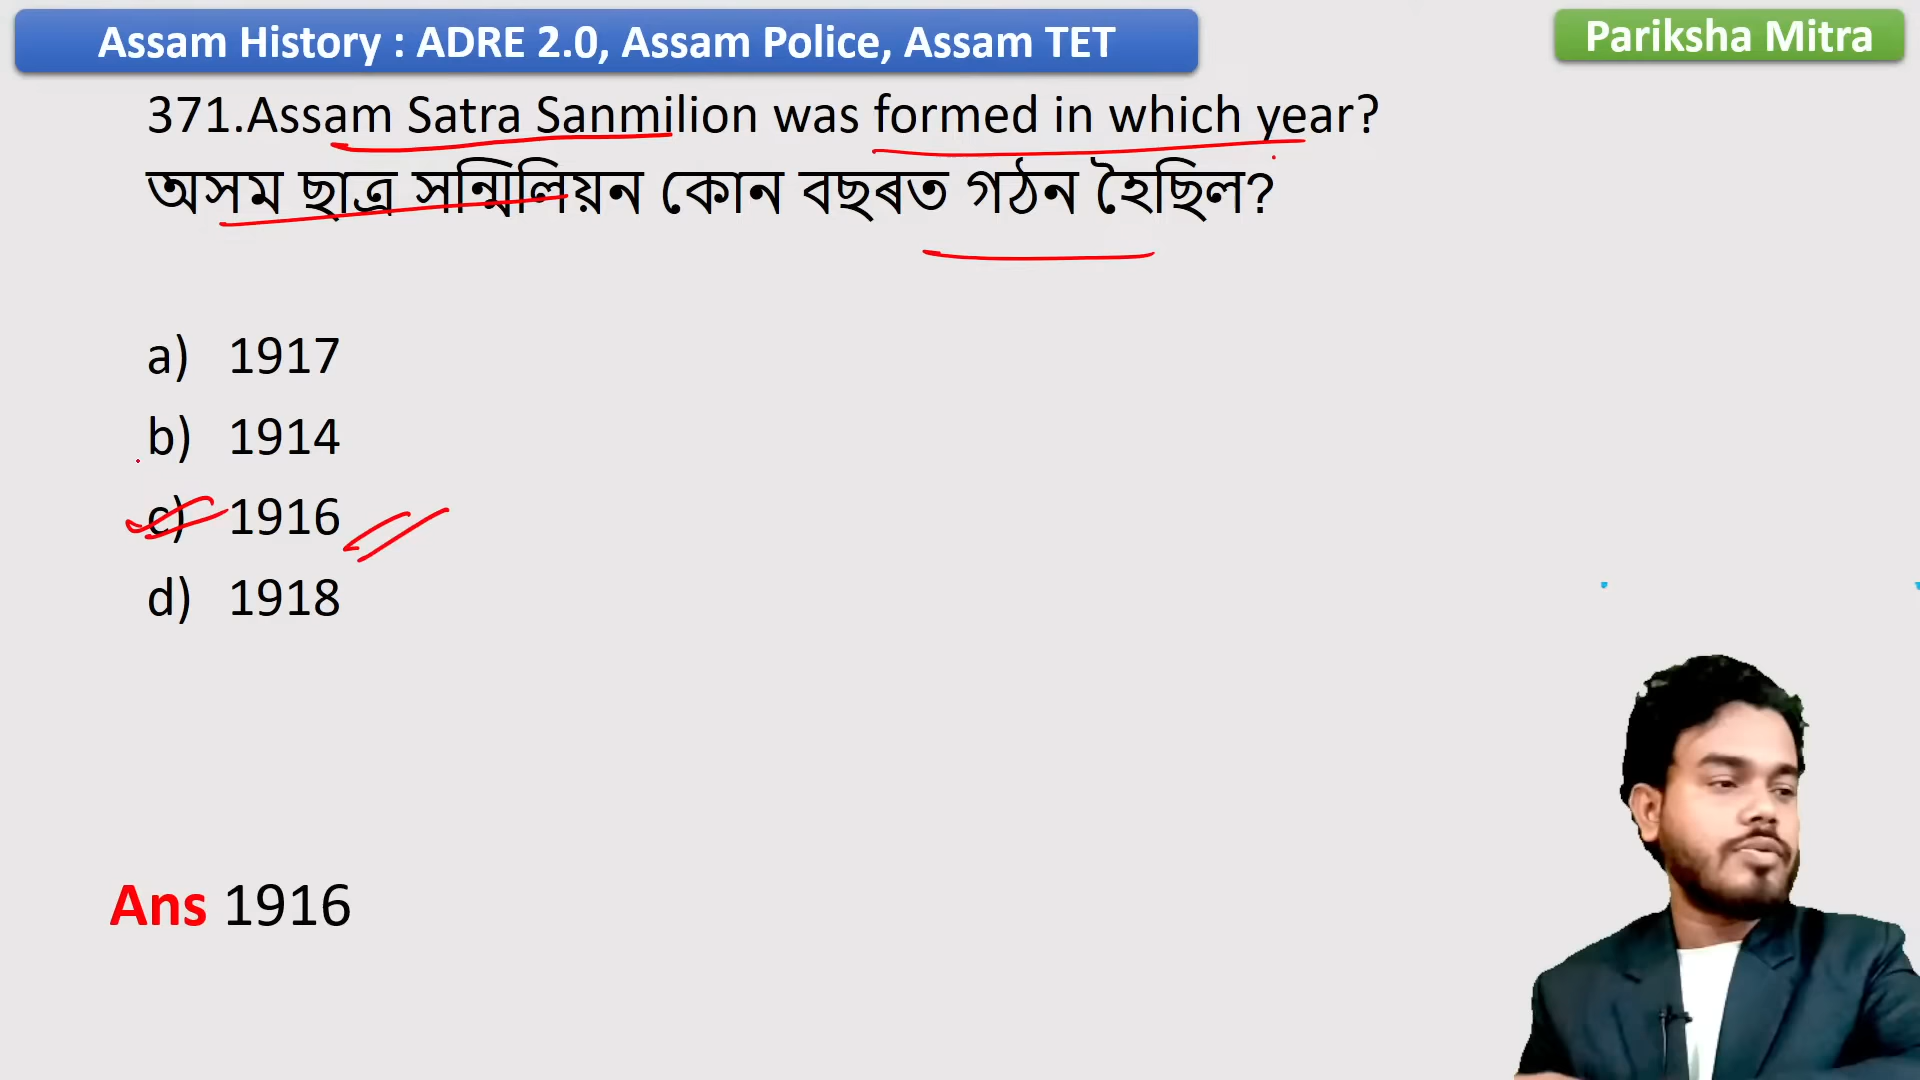 Assam History : ADRE 2.0, Assam Police, Assam TET
Pariksha Mitra
371.Assam Satra Sanmilion was formed in which year?
অসম ছাত্ৰ সন্মিলিয়ন কোন বছৰত গঠন হৈছিল?
a) 1917
b) 1914
c) 1916
d) 1918
Ans 1916